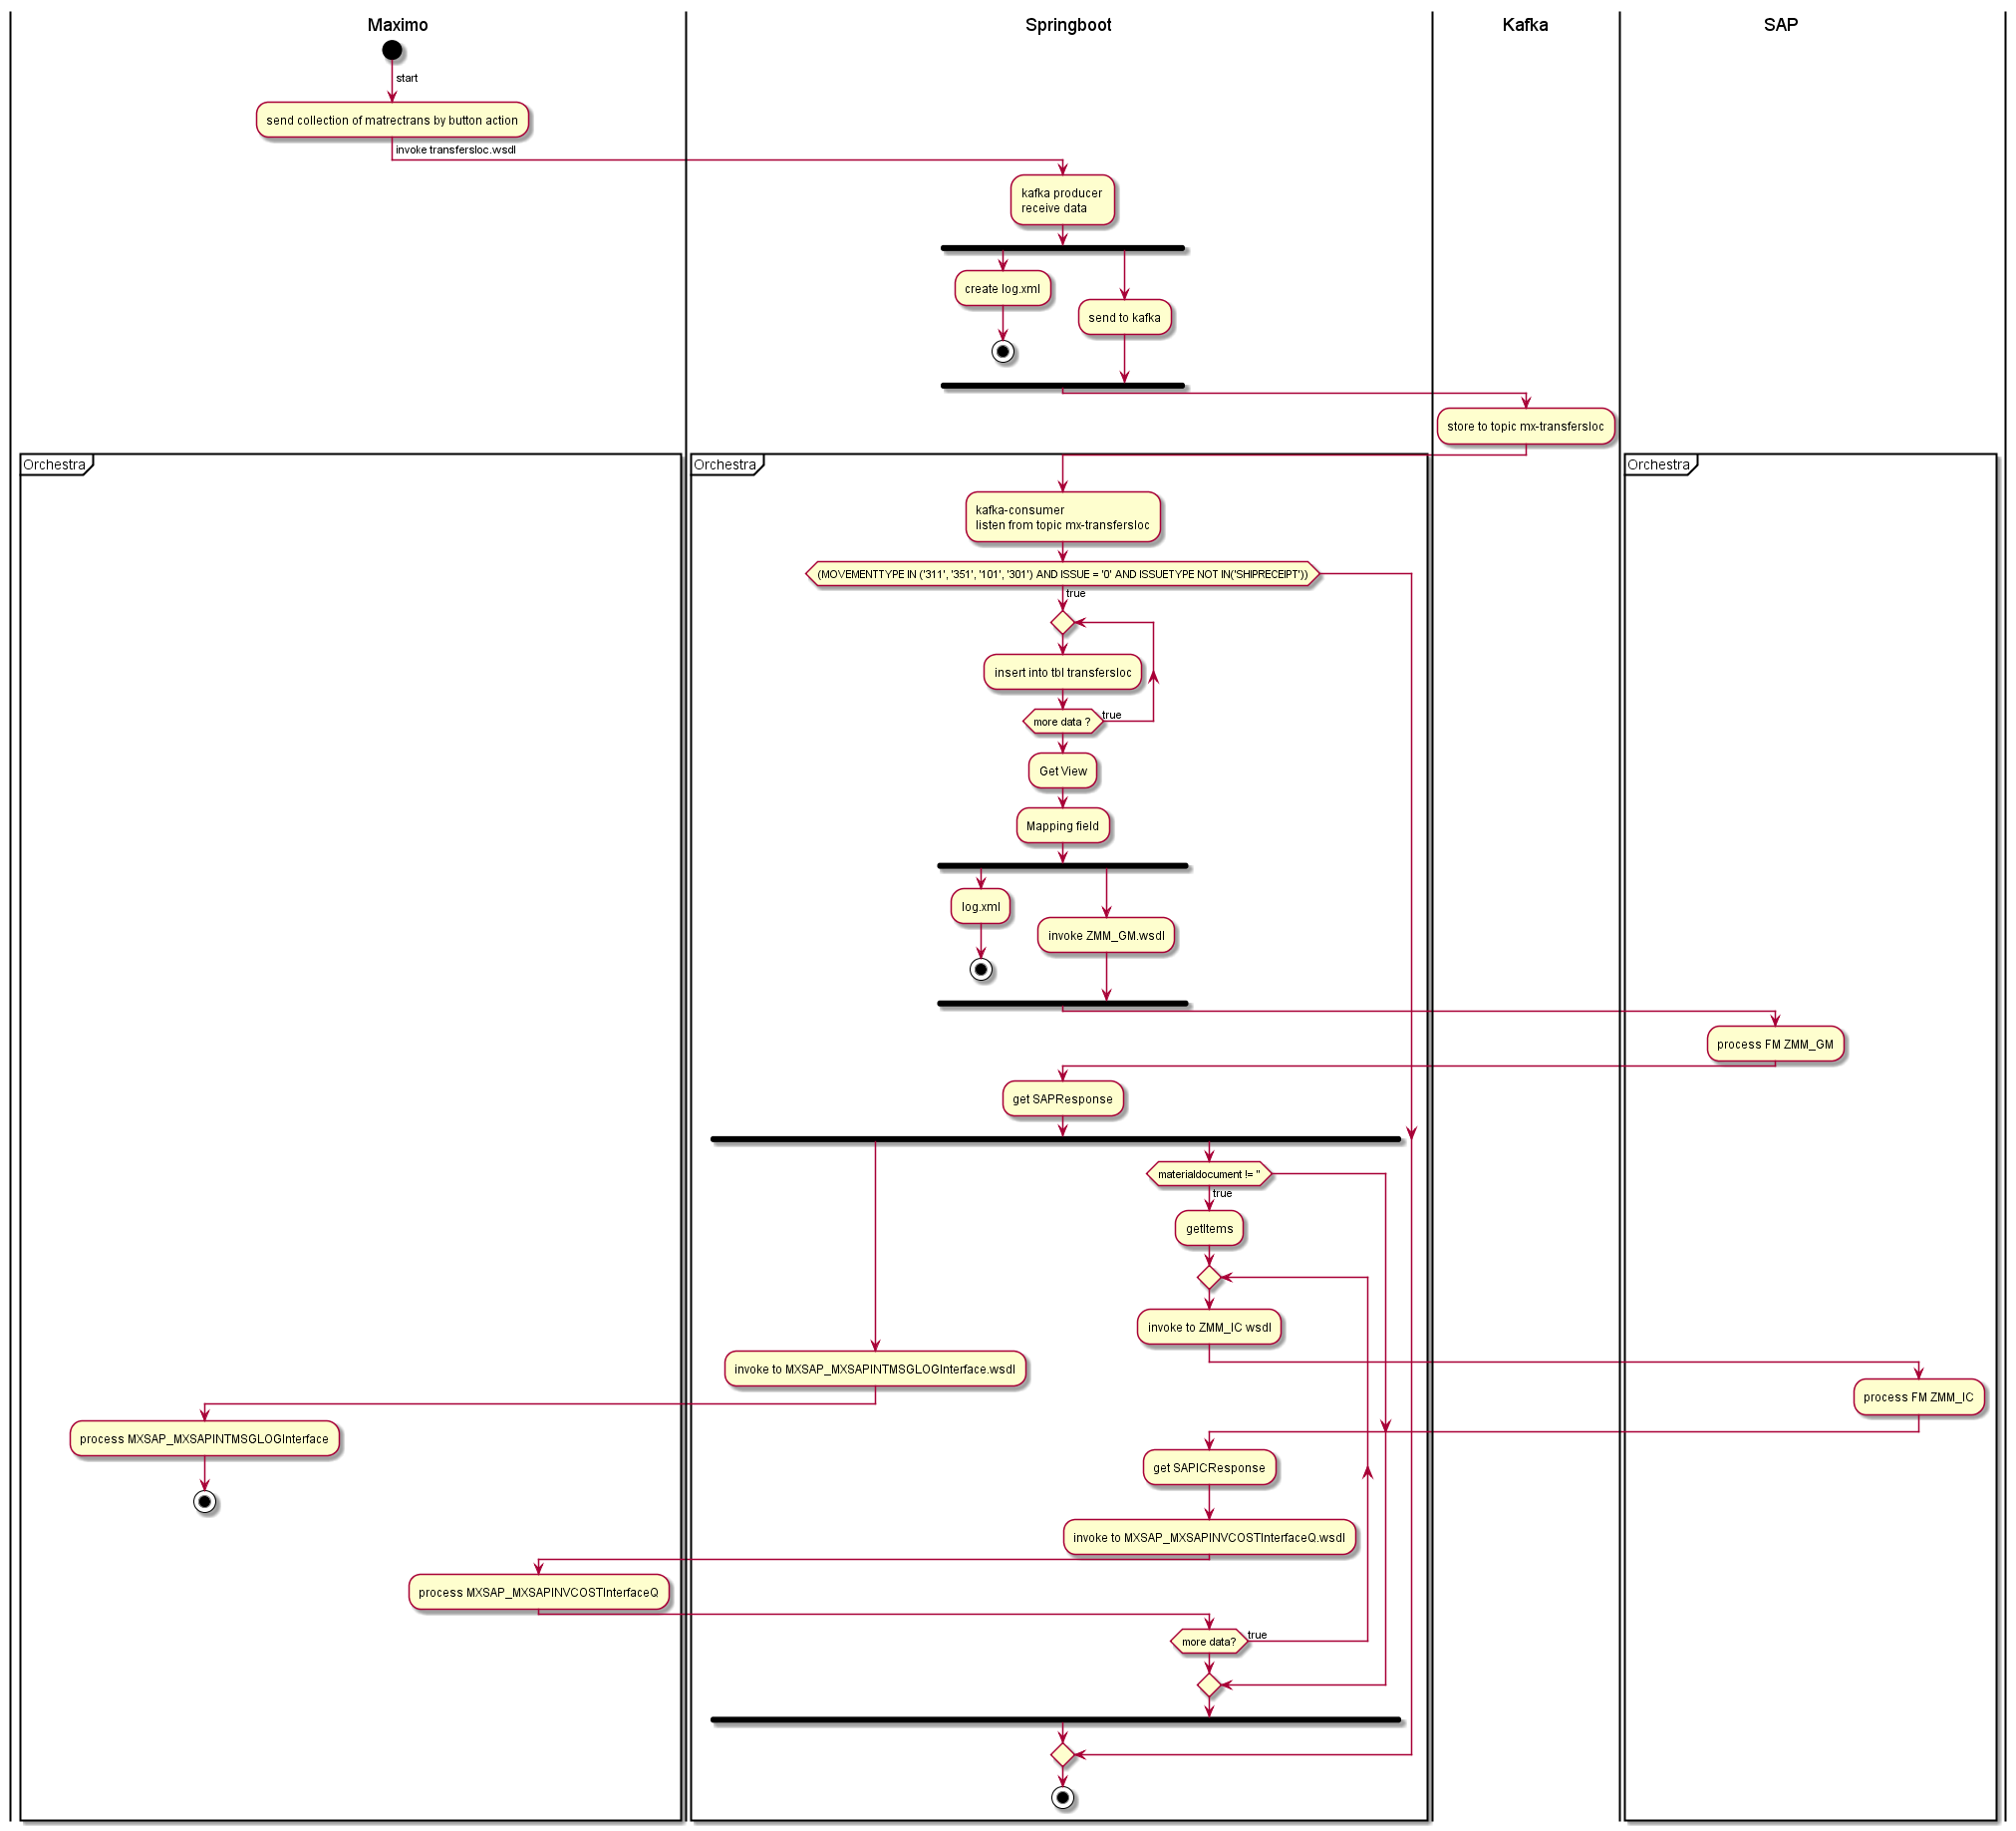 Maximo
Springboot
Kafka
SAP
start
send collection of matrectrans by button action
invoke transfersloc.wsdl
kafka producer
receive data
create log.xml
send to kafka
store to topic mx-transfersloc
Orchestra
Orchestra
Orchestra
kafka-consumer
listen from topic mx-transfersloc
(MOVEMENTTYPE IN ('311', '351', '101', '301') AND ISSUE = '0' AND ISSUETYPE NOT IN('SHIPRECEIPT'))
true
insert into tbl transfersloc
more data ?
true
Get View
Mapping field
log.xml
invoke ZMM_GM.wsdl
process FM ZMM_GM
get SAPResponse
materialdocument != ''
true
getItems
invoke to ZMM_IC wsdl
invoke to MXSAP_MXSAPINTMSGLOGInterface.wsdl
process FM ZMM_IC
process MXSAP_MXSAPINTMSGLOGInterface
get SAPICResponse
invoke to MXSAP_MXSAPINVCOSTInterfaceQ.wsdl
process MXSAP_MXSAPINVCOSTInterfaceQ
more data?
true